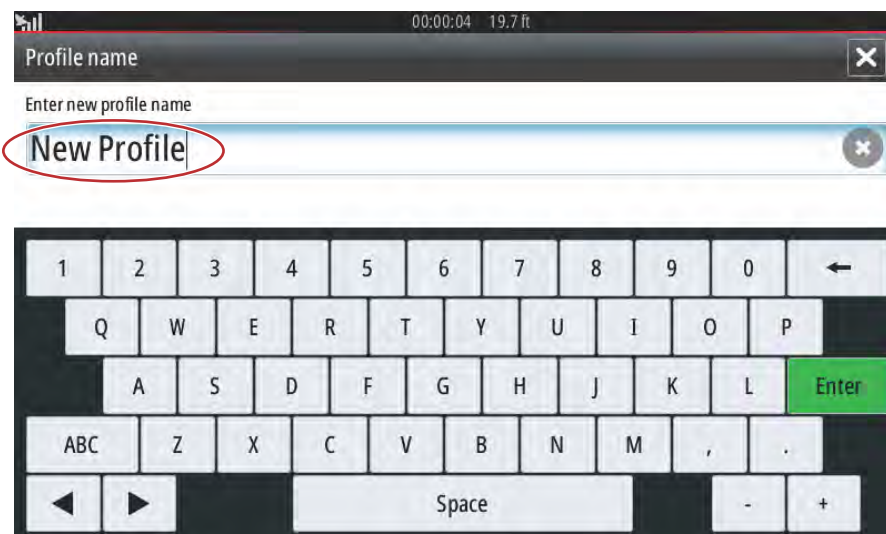 00:00:04 19.7 ft
Profile name
Enter new profile name
New Profile
1 2 3 4 5 6 7 8 9 0
Q W E R T Y U I O P
A S D F G H J K L Enter
ABC Z X C V B N M , .
Space - +